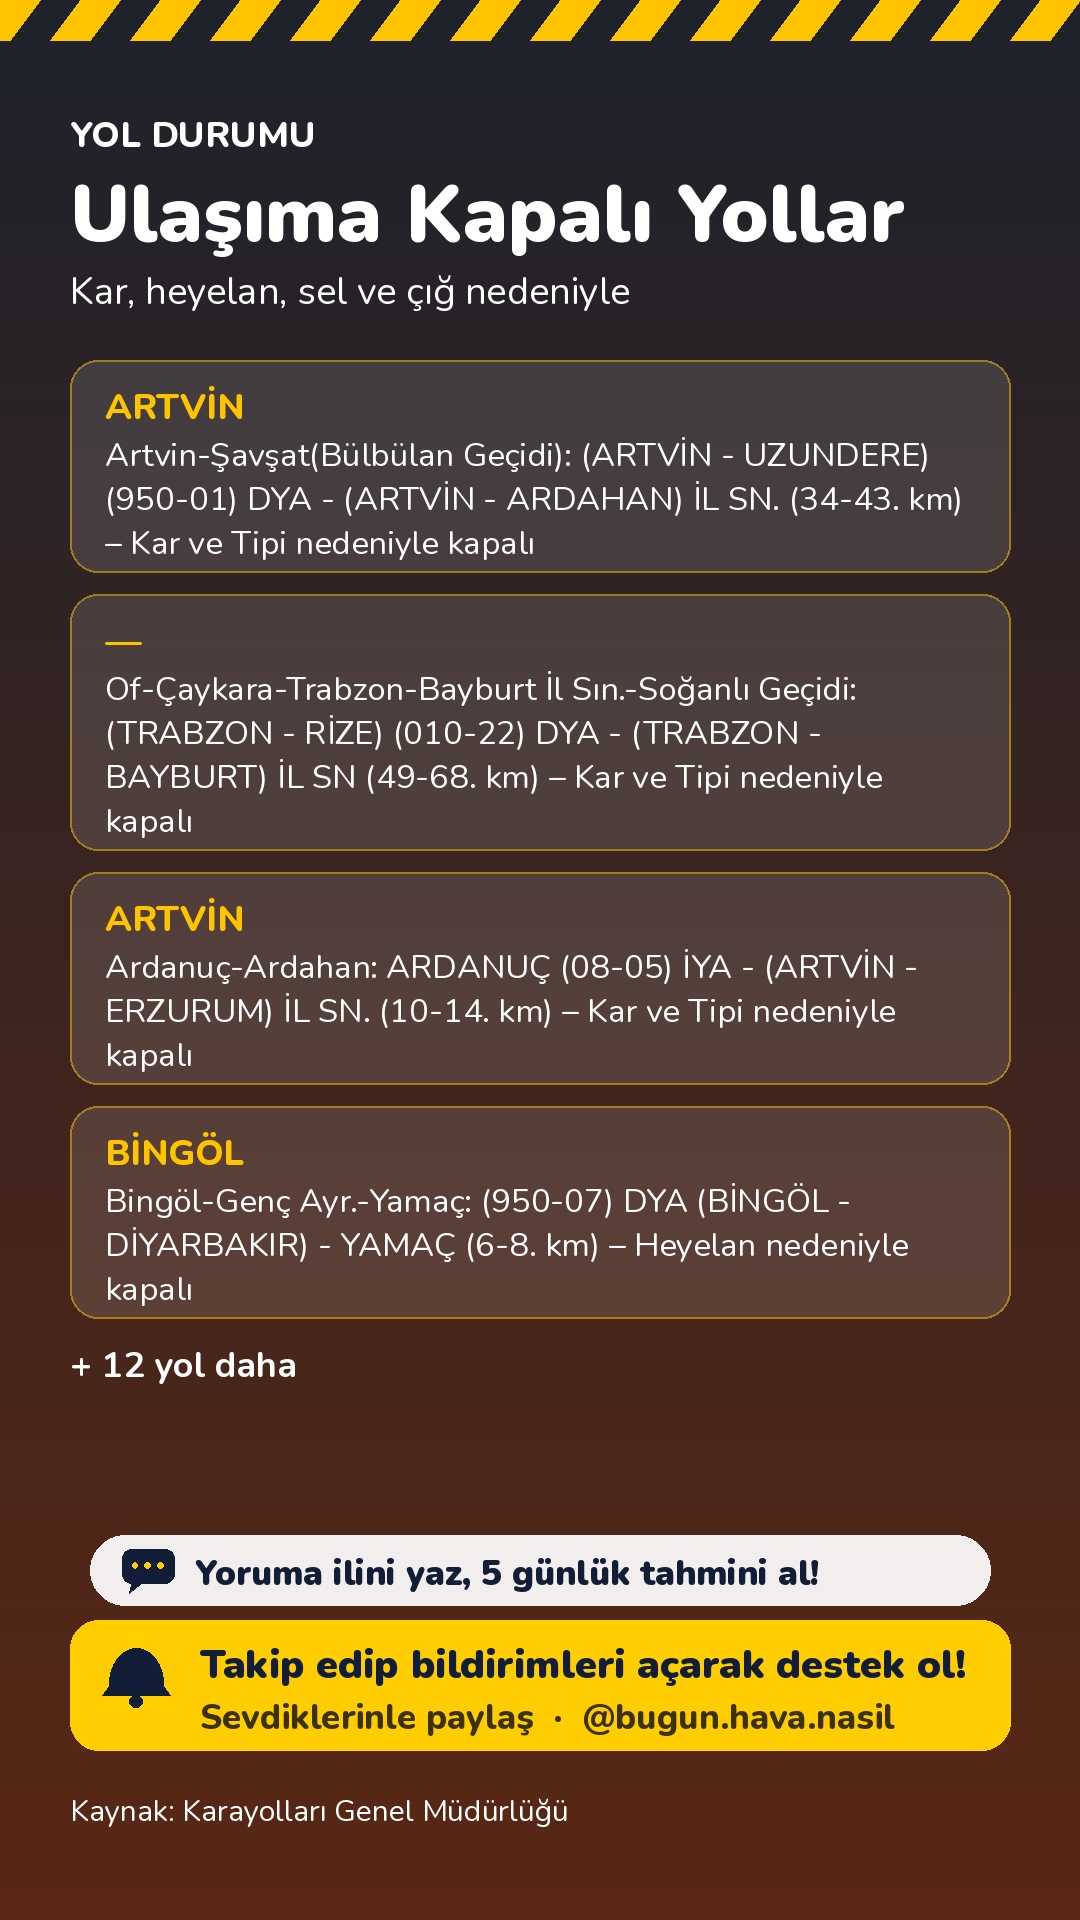 YOL DURUMU
Ulaşıma Kapalı Yollar
Kar, heyelan, sel ve çığ nedeniyle
ARTVİN
Artvin-Şavşat(Bülbülan Geçidi): (ARTVİN - UZUNDERE)
(950-01) DYA - (ARTVİN - ARDAHAN) İL SN. (34-43. km)
– Kar ve Tipi nedeniyle kapalı
—
Of-Çaykara-Trabzon-Bayburt İl Sın.-Soğanlı Geçidi:
(TRABZON - RİZE) (010-22) DYA - (TRABZON -
BAYBURT) İL SN (49-68. km) – Kar ve Tipi nedeniyle
kapalı
ARTVİN
Ardanuç-Ardahan: ARDANUÇ (08-05) İYA - (ARTVİN -
ERZURUM) İL SN. (10-14. km) – Kar ve Tipi nedeniyle
kapalı
BİNGÖL
Bingöl-Genç Ayr.-Yamaç: (950-07) DYA (BİNGÖL -
DİYARBAKIR) - YAMAÇ (6-8. km) – Heyelan nedeniyle
kapalı
+ 12 yol daha
Yoruma ilini yaz, 5 günlük tahmini al!
Takip edip bildirimleri açarak destek ol!
Sevdiklerinle paylaş · @bugun.hava.nasil
Kaynak: Karayolları Genel Müdürlüğü